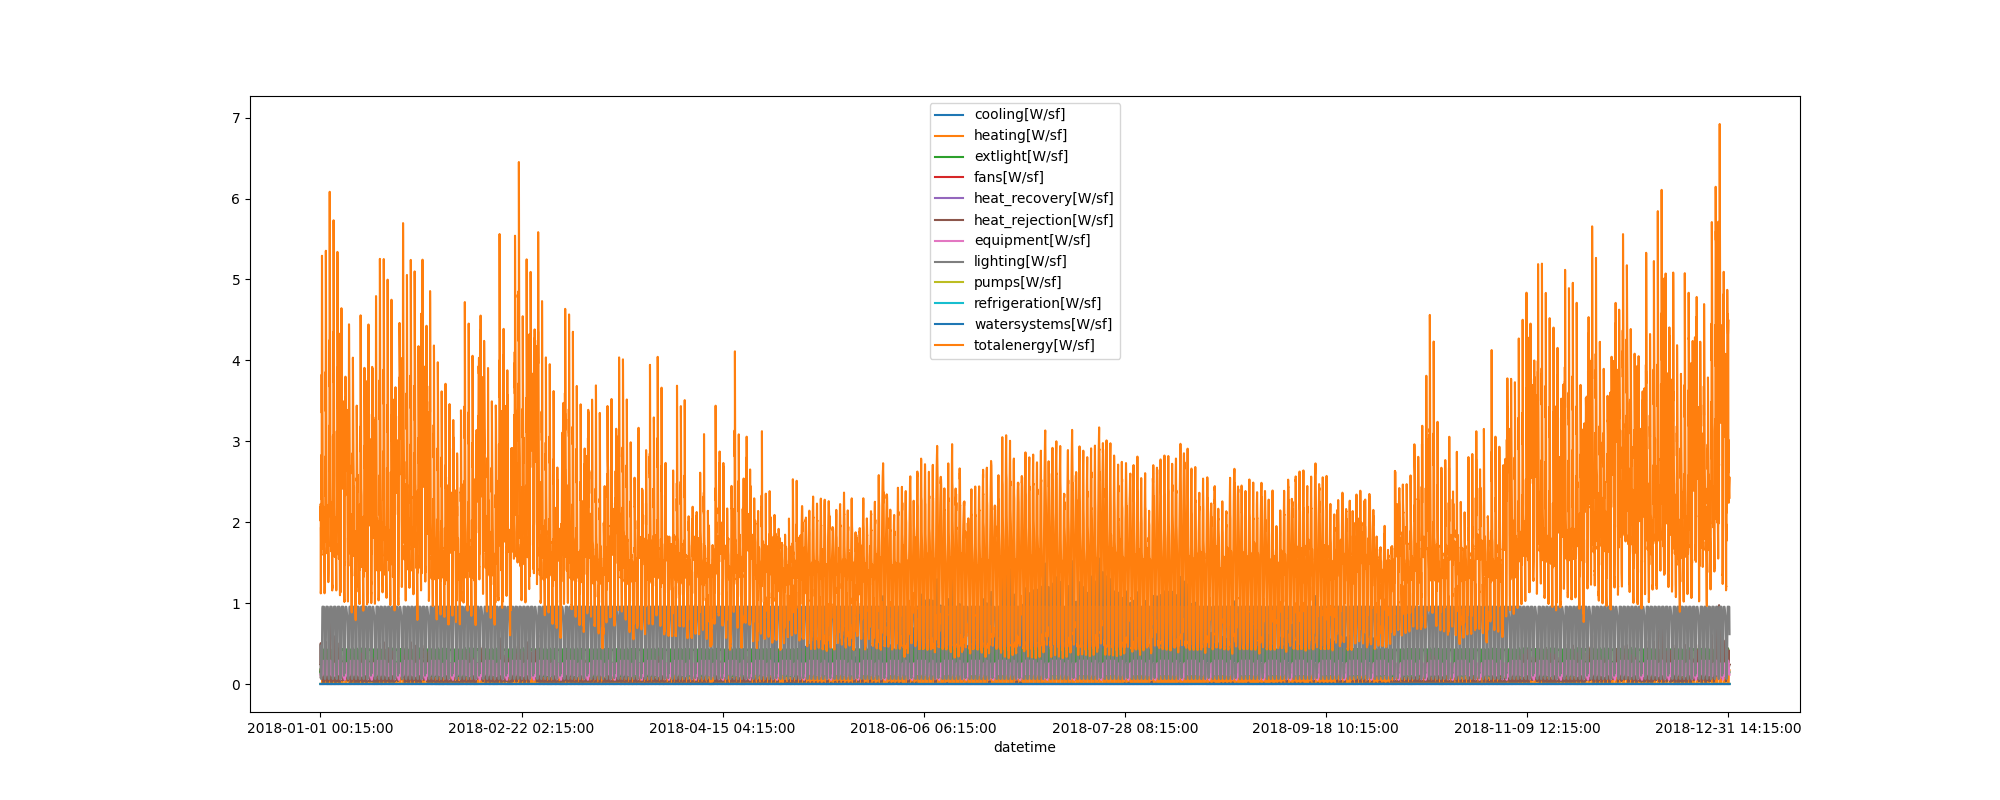 7
6
5
4
3
2
1
0
cooling[W/sf]
heating[W/sf]
extlight[W/sf]
fans[W/sf]
heat_recovery[W/sf]
heat_rejection[W/sf]
equipment[W/sf]
lighting[W/sf]
pumps[W/sf]
refrigeration[W/sf]
watersystems[W/sf]
totalenergy[W/sf]
2018-01-01 00:15:00 2018-02-22 02:15:00 2018-04-15 04:15:00 2018-06-06 06:15:00 2018-07-28 08:15:00 2018-09-18 10:15:00 2018-11-09 12:15:00 2018-12-31 14:15:00
datetime